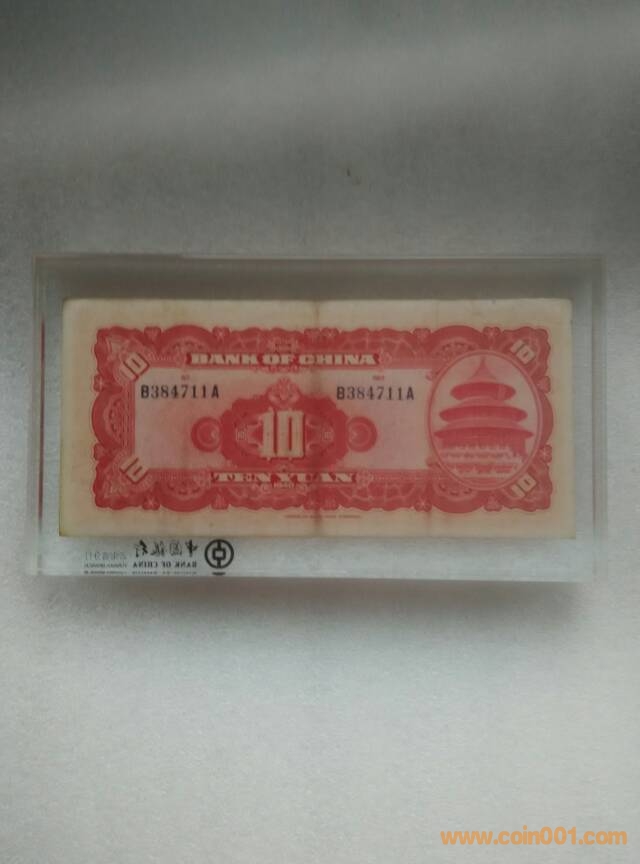 10 BANK OF CHINA 10
B384711A B384711A
10
TEN YUAN
10 1940 10
中國銀行
BANK OF CHINA
www.coin001.com